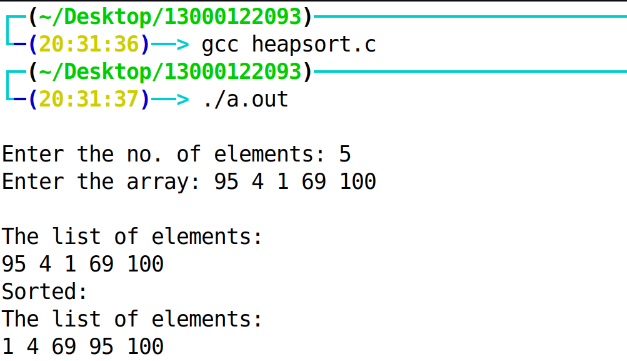 (~/Desktop/13000122093)
(20:31:36)──> gcc heapsort.c
(~/Desktop/13000122093)
(20:31:37)──> ./a.out
Enter the no. of elements: 5
Enter the array: 95 4 1 69 100
The list of elements:
95 4 1 69 100
Sorted:
The list of elements:
1 4 69 95 100